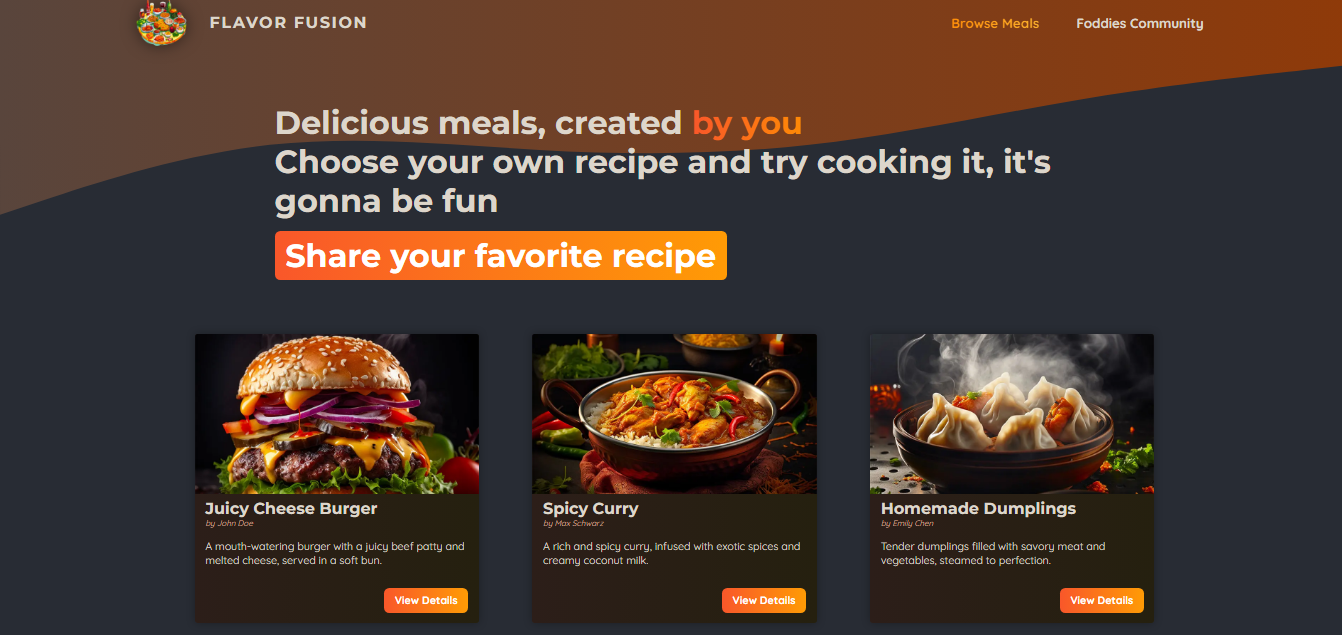 FLAVOR FUSION
Browse Meals
Foddies Community
Delicious meals, created by you
Choose your own recipe and try cooking it, it's
gonna be fun
Share your favorite recipe
Juicy Cheese Burger
by John Doe
A mouth-watering burger with a juicy beef patty and
melted cheese, served in a soft bun.
View Details
Spicy Curry
by Max Schwarz
A rich and spicy curry, infused with exotic spices and
creamy coconut milk.
View Details
Homemade Dumplings
by Emily Chen
Tender dumplings filled with savory meat and
vegetables, steamed to perfection.
View Details